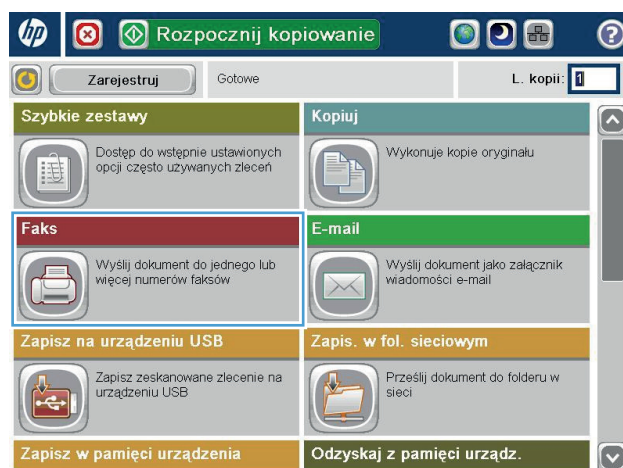 hp
Rozpocznij kopiowanie
?
Zarejestruj
Gotowe
L. kopii: 1
Szybkie zestawy
Dostęp do wstępnie ustawionych
opcji często używanych zleceń
Kopiuj
Wykonuje kopie oryginału
Faks
Wyślij dokument do jednego lub
więcej numerów faksów
E-mail
Wyślij dokument jako załącznik
wiadomości e-mail
Zapisz na urządzeniu USB
Zapisz zeskanowane zlecenie na
urządzeniu USB
Zapis. w fol. sieciowym
Prześlij dokument do folderu w
sieci
Zapisz w pamięci urządzenia
Odzyskaj z pamięci urządz.